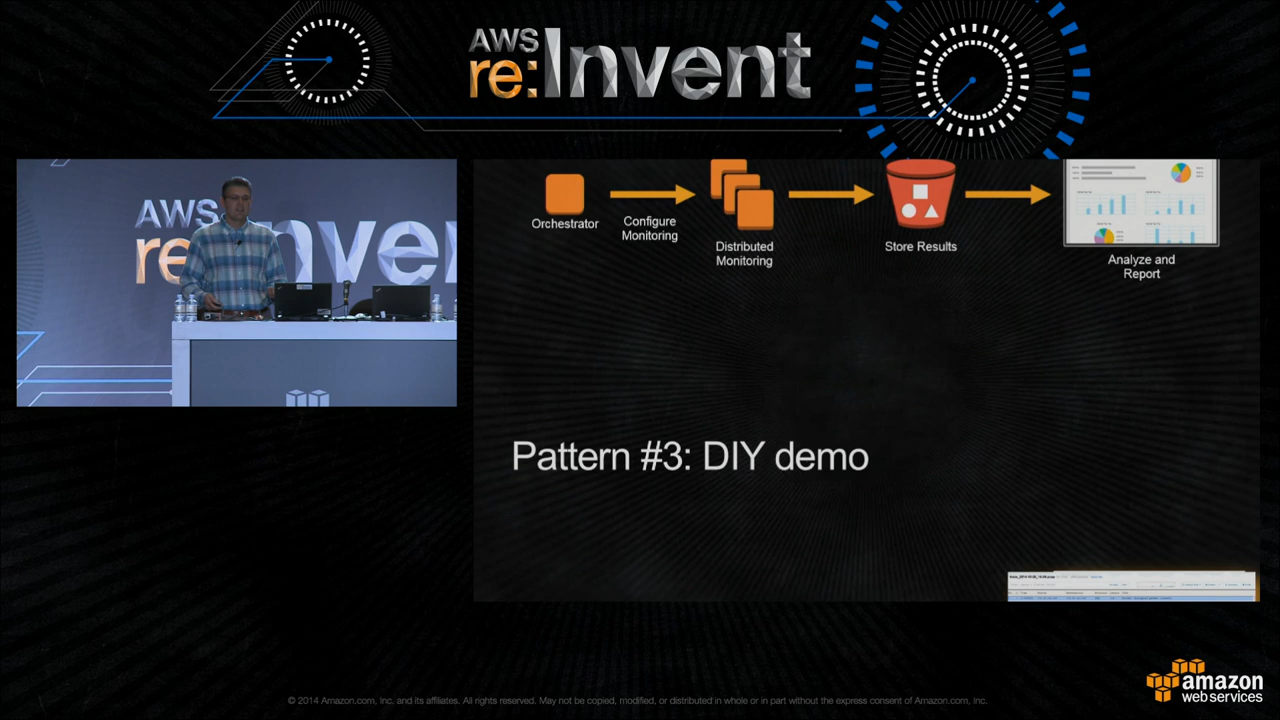 AWS
re:Invent
AWS
re:Inven
Orchestrator
Configure
Monitoring
Distributed
Monitoring
Store Results
Analyze and
Report
Pattern #3: DIY demo
© 2014 Amazon.com, Inc. and its affiliates. All rights reserved. May not be copied, modified, or distributed in whole or in part without the express consent of Amazon.com, Inc.
amazon
web services